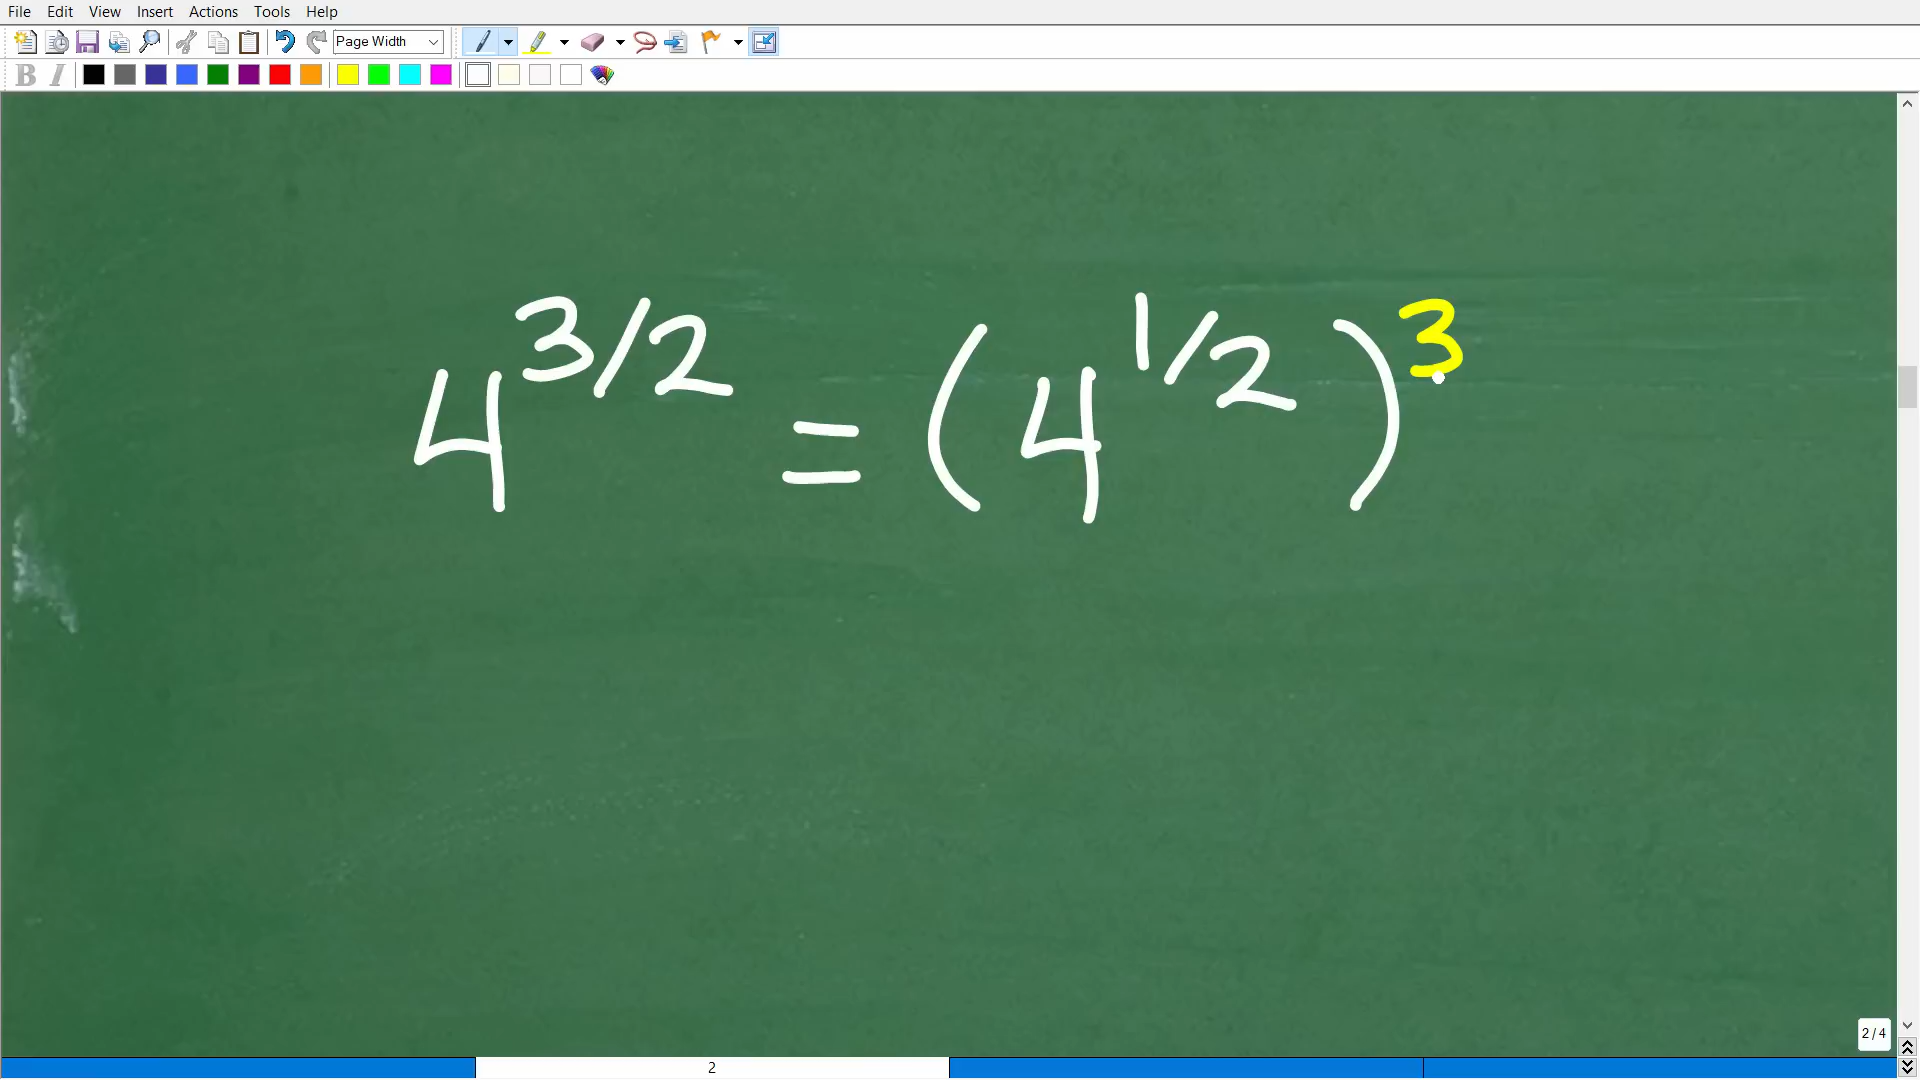 File Edit View Insert Actions Tools Help
Page Width
B I
4^{3/2} = (4^{1/2})^3
2 / 4
2